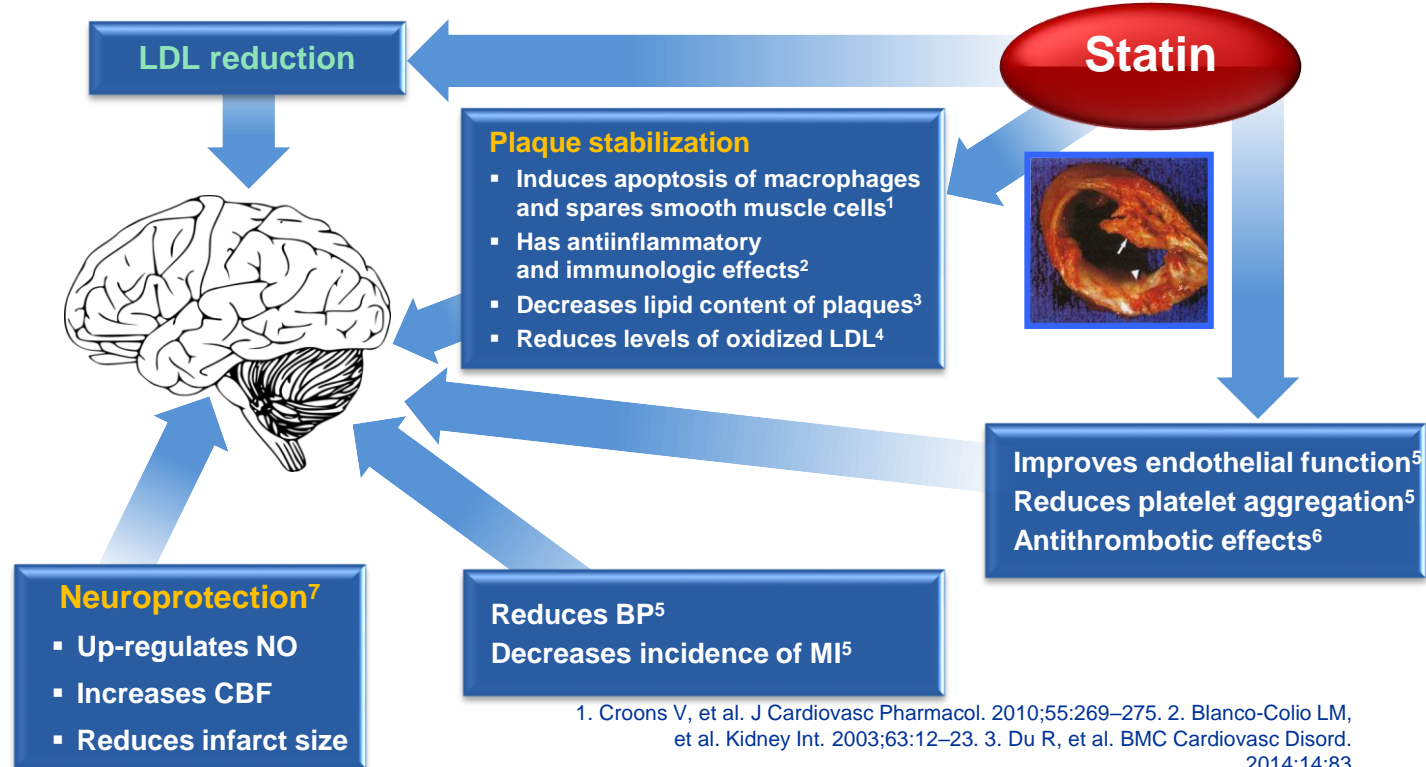 LDL reduction
Statin
Plaque stabilization
▪ Induces apoptosis of macrophages
and spares smooth muscle cells¹
▪ Has antiinflammatory
and immunologic effects²
▪ Decreases lipid content of plaques³
▪ Reduces levels of oxidized LDL⁴
Improves endothelial function⁵
Reduces platelet aggregation⁵
Antithrombotic effects⁶
Neuroprotection⁷
▪ Up-regulates NO
▪ Increases CBF
▪ Reduces infarct size
Reduces BP⁵
Decreases incidence of MI⁵
1. Croons V, et al. J Cardiovasc Pharmacol. 2010;55:269–275. 2. Blanco-Colio LM,
et al. Kidney Int. 2003;63:12–23. 3. Du R, et al. BMC Cardiovasc Disord.
2014;14:83